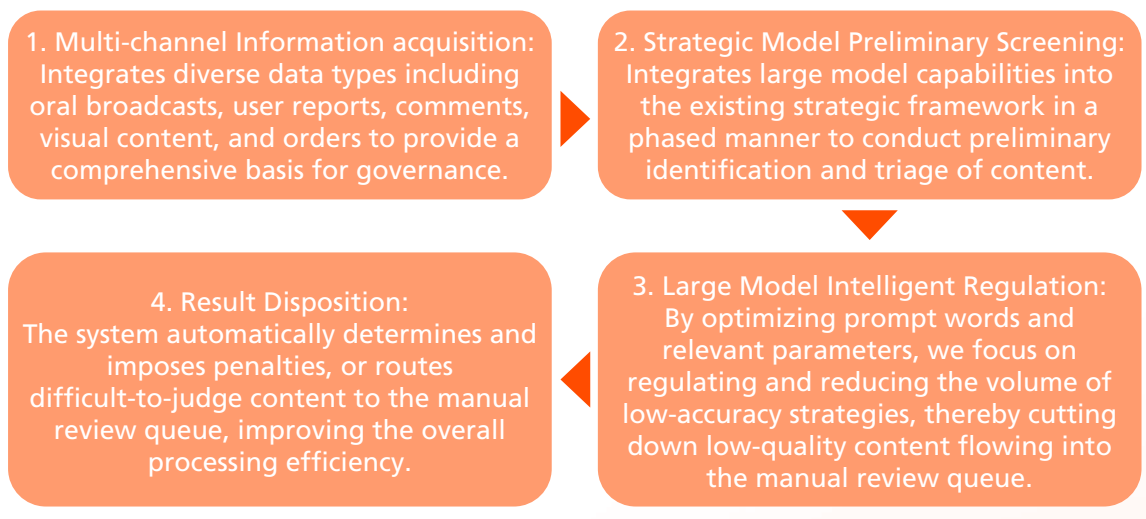 1. Multi-channel Information acquisition:
Integrates diverse data types including
oral broadcasts, user reports, comments,
visual content, and orders to provide a
comprehensive basis for governance.
2. Strategic Model Preliminary Screening:
Integrates large model capabilities into
the existing strategic framework in a
phased manner to conduct preliminary
identification and triage of content.
3. Large Model Intelligent Regulation:
By optimizing prompt words and
relevant parameters, we focus on
regulating and reducing the volume of
low-accuracy strategies, thereby cutting
down low-quality content flowing into
the manual review queue.
4. Result Disposition:
The system automatically determines and
imposes penalties, or routes
difficult-to-judge content to the manual
review queue, improving the overall
processing efficiency.